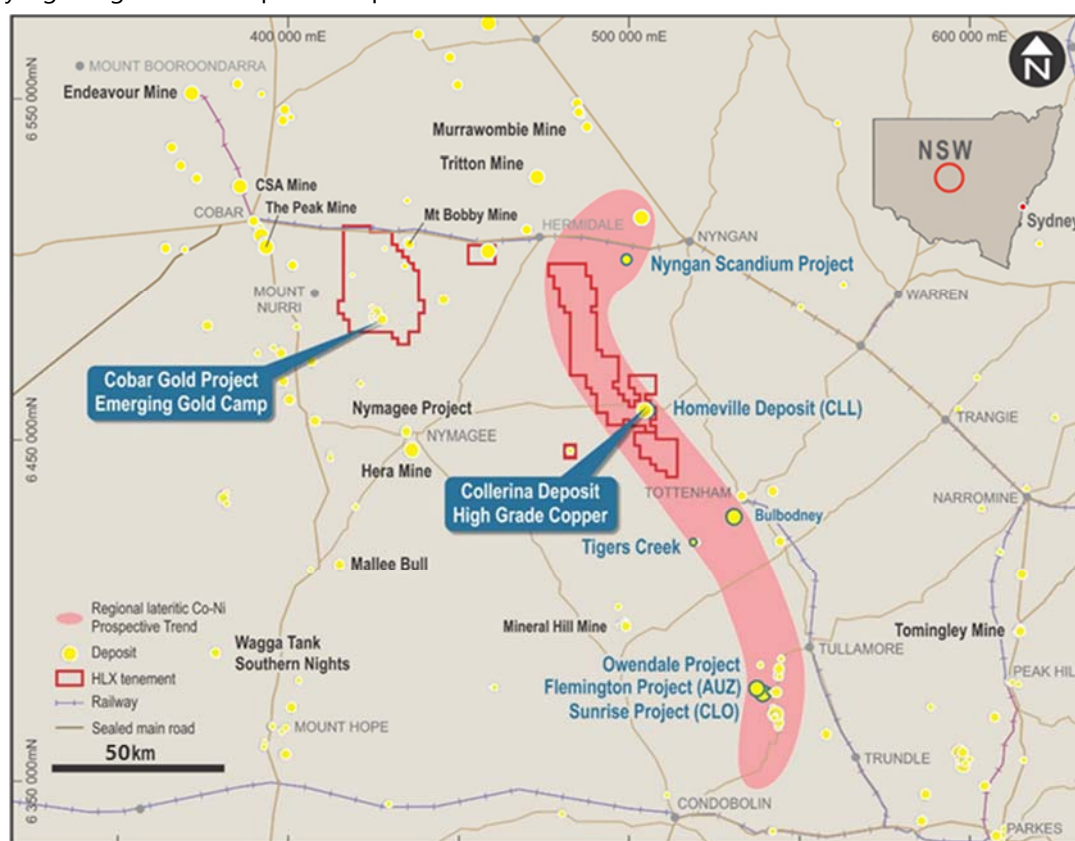 400 000 mE
500 000 mE
600 000 mE
N
MOUNT BOOROONDARRA
Endeavour Mine
6 550 000mN
Murrawombie Mine
Tritton Mine
NSW
Sydney
CSA Mine
COBAR
The Peak Mine
Mt Bobby Mine
HERMIDALE
NYNGAN
Nyngan Scandium Project
MOUNT
NURRI
WARREN
Cobar Gold Project
Emerging Gold Camp
Nymagee Project
NYMAGEE
Homeville Deposit (CLL)
TRANGIE
6 450 000mN
Hera Mine
Collerina Deposit
High Grade Copper
TOTTENHAM
NARROMINE
Bulbodney
Tigers Creek
Mallee Bull
Regional lateritic Co-Ni
Prospective Trend
Deposit
HLX tenement
Railway
Sealed main road
50km
Wagga Tank
Southern Nights
Mineral Hill Mine
Tomingley Mine
TULLAMORE
Owendale Project
Flemington Project (AUZ)
Sunrise Project (CLO)
PEAK HIL
MOUNT HOPE
TRUNDLE
6 350 000mN
CONDOBOLIN
PARKES